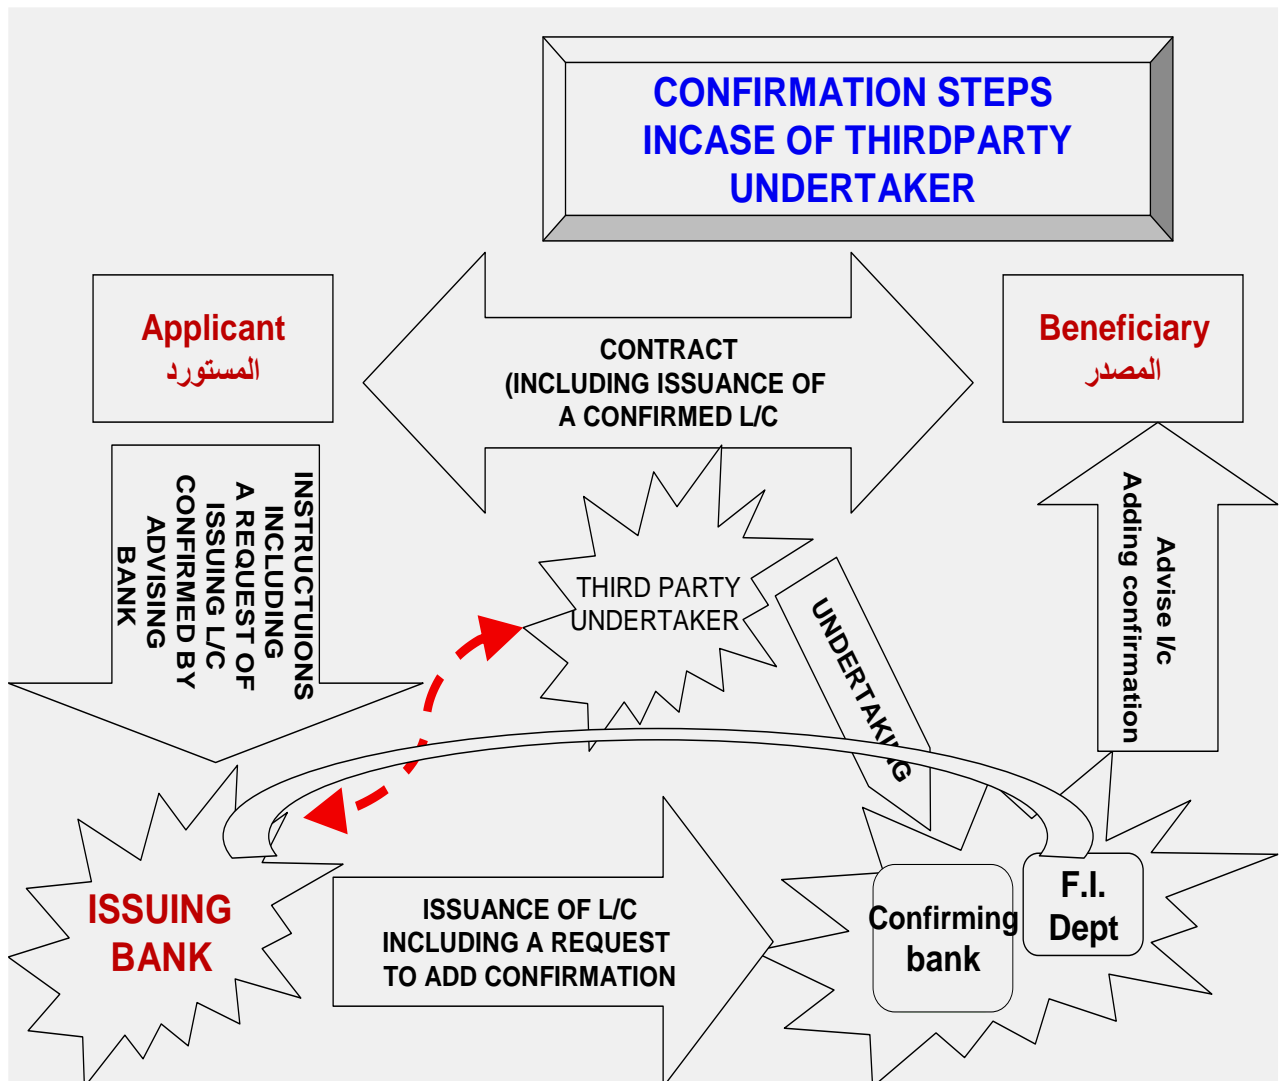 CONFIRMATION STEPS
INCASE OF THIRDPARTY
UNDERTAKER
Applicant
المستورد
CONTRACT
(INCLUDING ISSUANCE OF
A CONFIRMED L/C
Beneficiary
المصدر
INSTRUCTUIONS
INCLUDING
A REQUEST OF
ISSUING L/C
CONFIRMED BY
ADVISING
BANK
THIRD PARTY
UNDERTAKER
UNDERTAKING
Advise l/c
Adding confirmation
ISSUING
BANK
ISSUANCE OF L/C
INCLUDING A REQUEST
TO ADD CONFIRMATION
Confirming
bank
F.I.
Dept